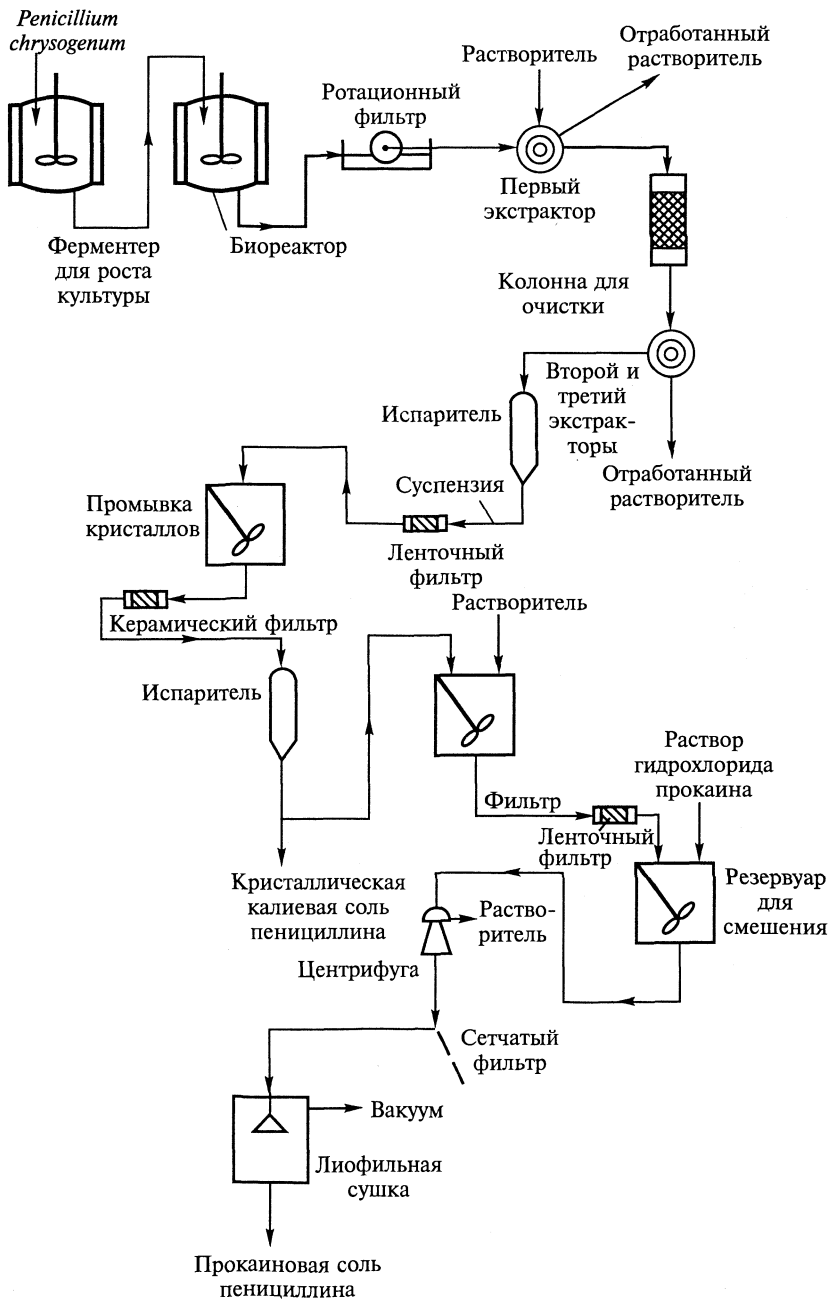 Penicillium
chrysogenum
Ферментер
для роста
культуры
Биореактор
Ротационный
фильтр
Растворитель
Отработанный
растворитель
Первый
экстрактор
Колонна для
очистки
Второй и
третий
экстрак-
торы
Отработанный
растворитель
Испаритель
Суспензия
Ленточный
фильтр
Промывка
кристаллов
Керамический фильтр
Испаритель
Растворитель
Фильтр
Ленточный
фильтр
Раствор
гидрохлорида
прокаина
Резервуар
для
смешения
Кристаллическая
калиевая соль
пенициллина
Раство-
ритель
Центрифуга
Сетчатый
фильтр
Вакуум
Лиофильная
сушка
Прокаиновая соль
пенициллина